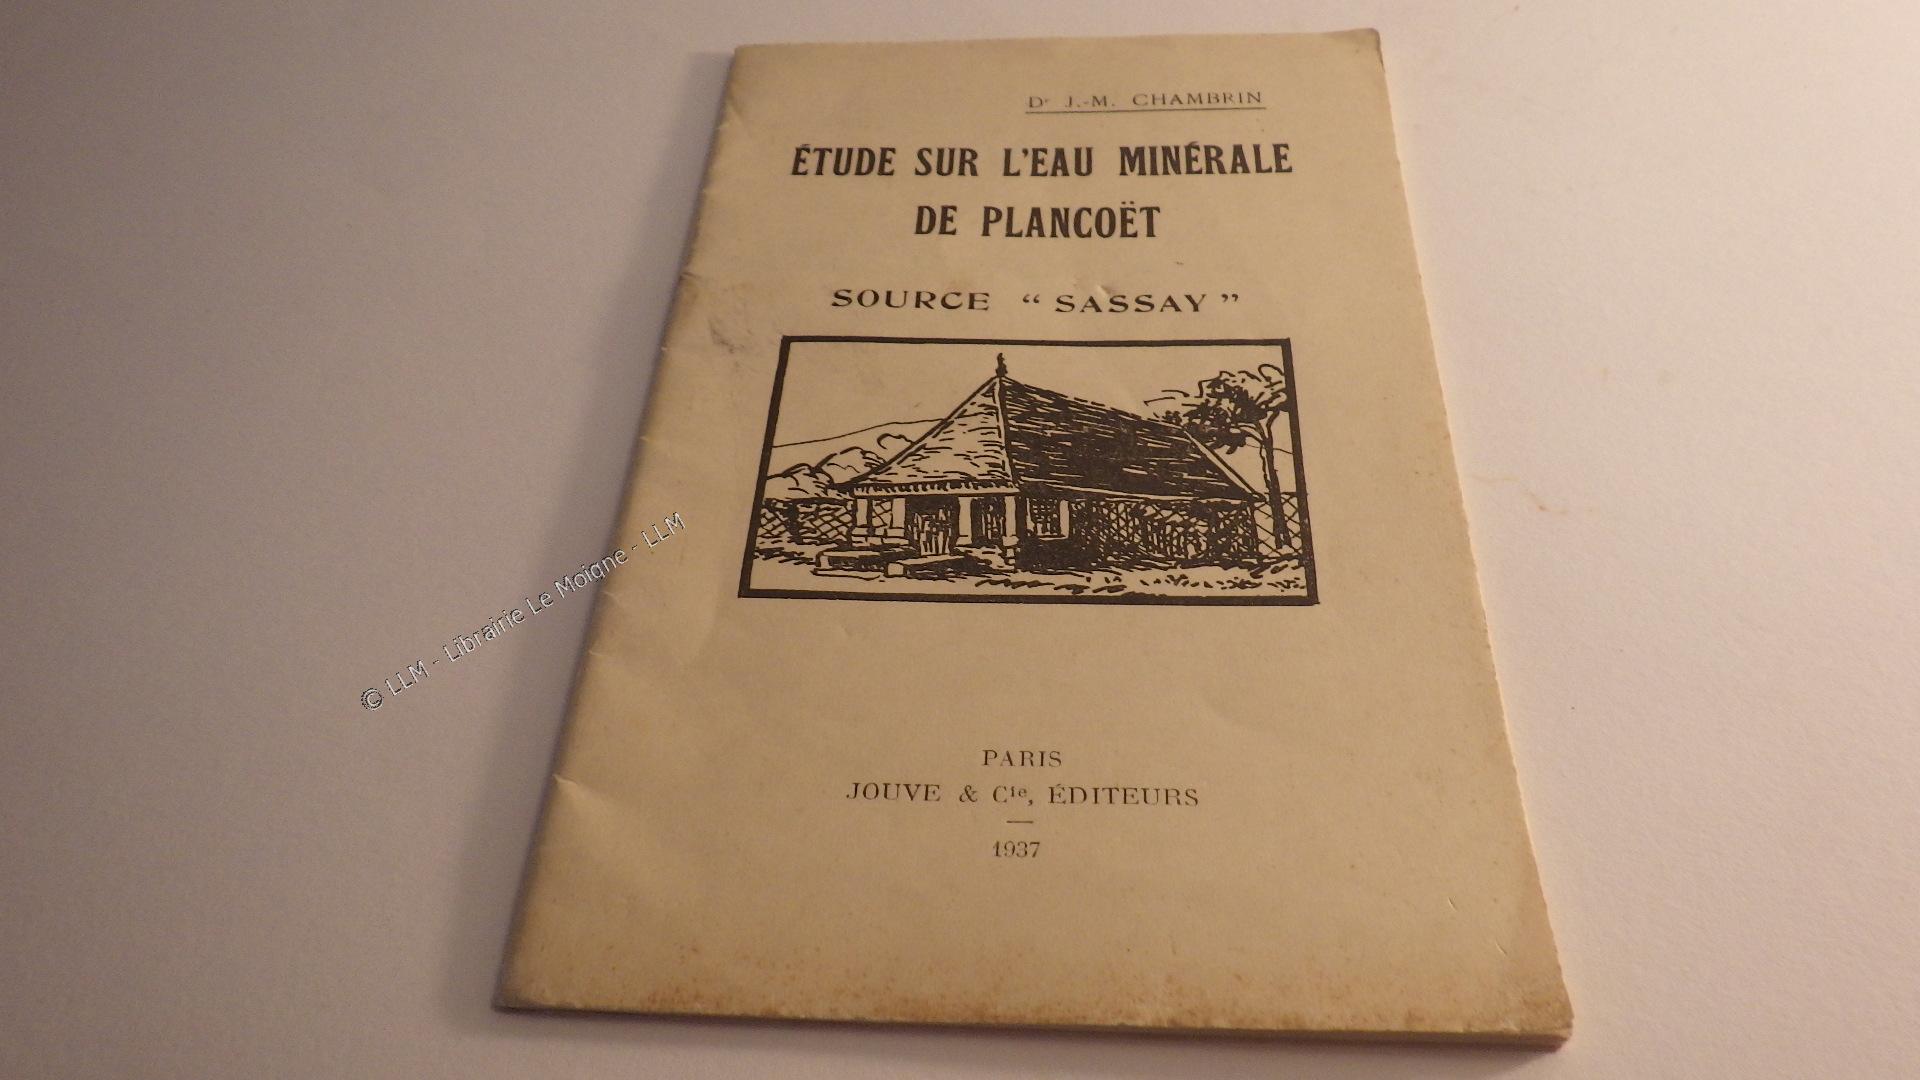 Dr J.-M. CHAMBRIN
ÉTUDE SUR L'EAU MINÉRALE
DE PLANCOËT
SOURCE “ SASSAY ”
© LLM - Librairie Le Moigne - LLM
PARIS
JOUVE & Cie, ÉDITEURS
1937